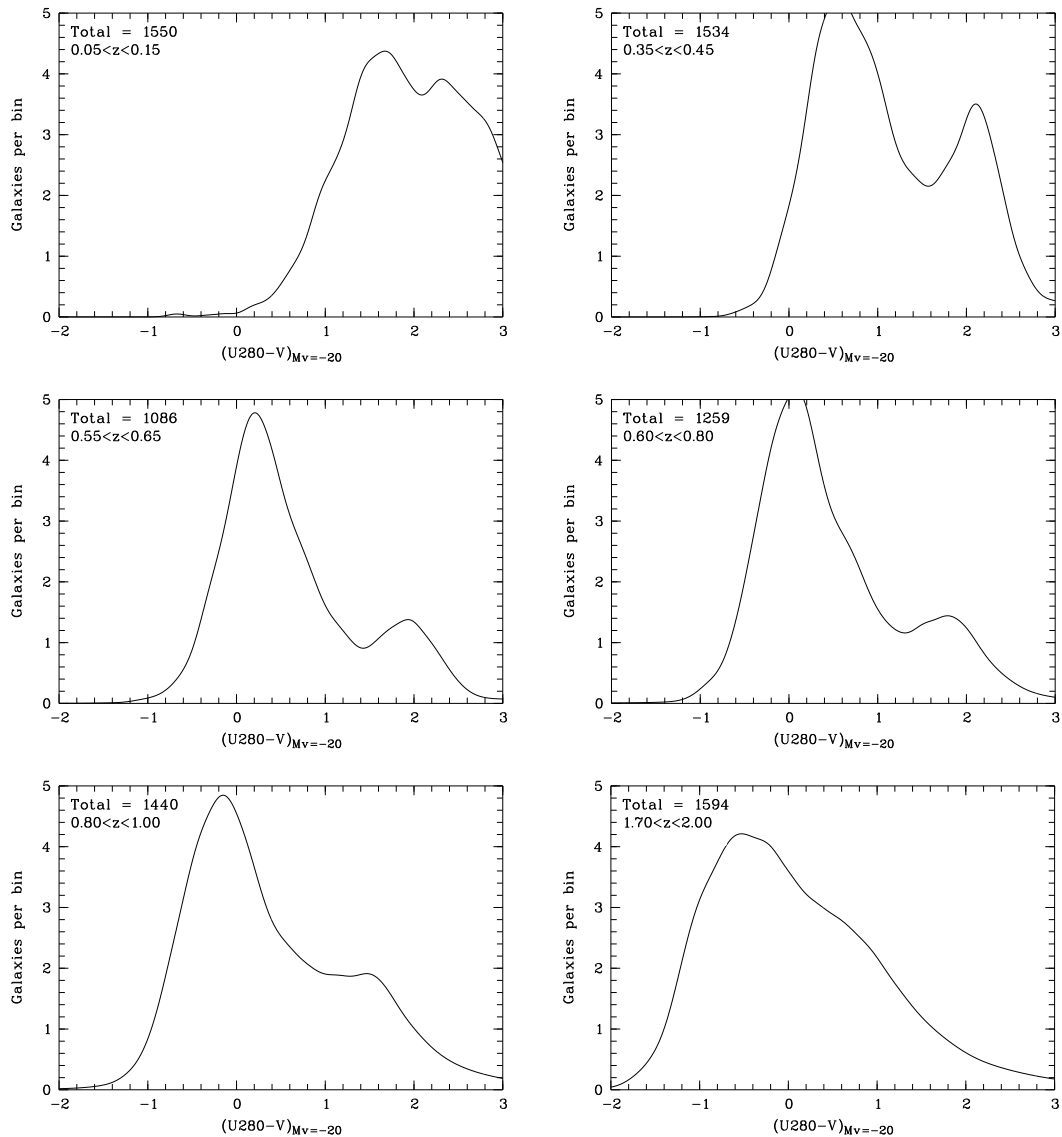 Total = 1550
0.05<z<0.15
Galaxies per bin
5
4
3
2
1
0
−2 −1 0 1 2 3
(U280−V)Mv=−20
Total = 1534
0.35<z<0.45
Galaxies per bin
5
4
3
2
1
0
−2 −1 0 1 2 3
(U280−V)Mv=−20
Total = 1086
0.55<z<0.65
Galaxies per bin
5
4
3
2
1
0
−2 −1 0 1 2 3
(U280−V)Mv=−20
Total = 1259
0.60<z<0.80
Galaxies per bin
5
4
3
2
1
0
−2 −1 0 1 2 3
(U280−V)Mv=−20
Total = 1440
0.80<z<1.00
Galaxies per bin
5
4
3
2
1
0
−2 −1 0 1 2 3
(U280−V)Mv=−20
Total = 1594
1.70<z<2.00
Galaxies per bin
5
4
3
2
1
0
−2 −1 0 1 2 3
(U280−V)Mv=−20